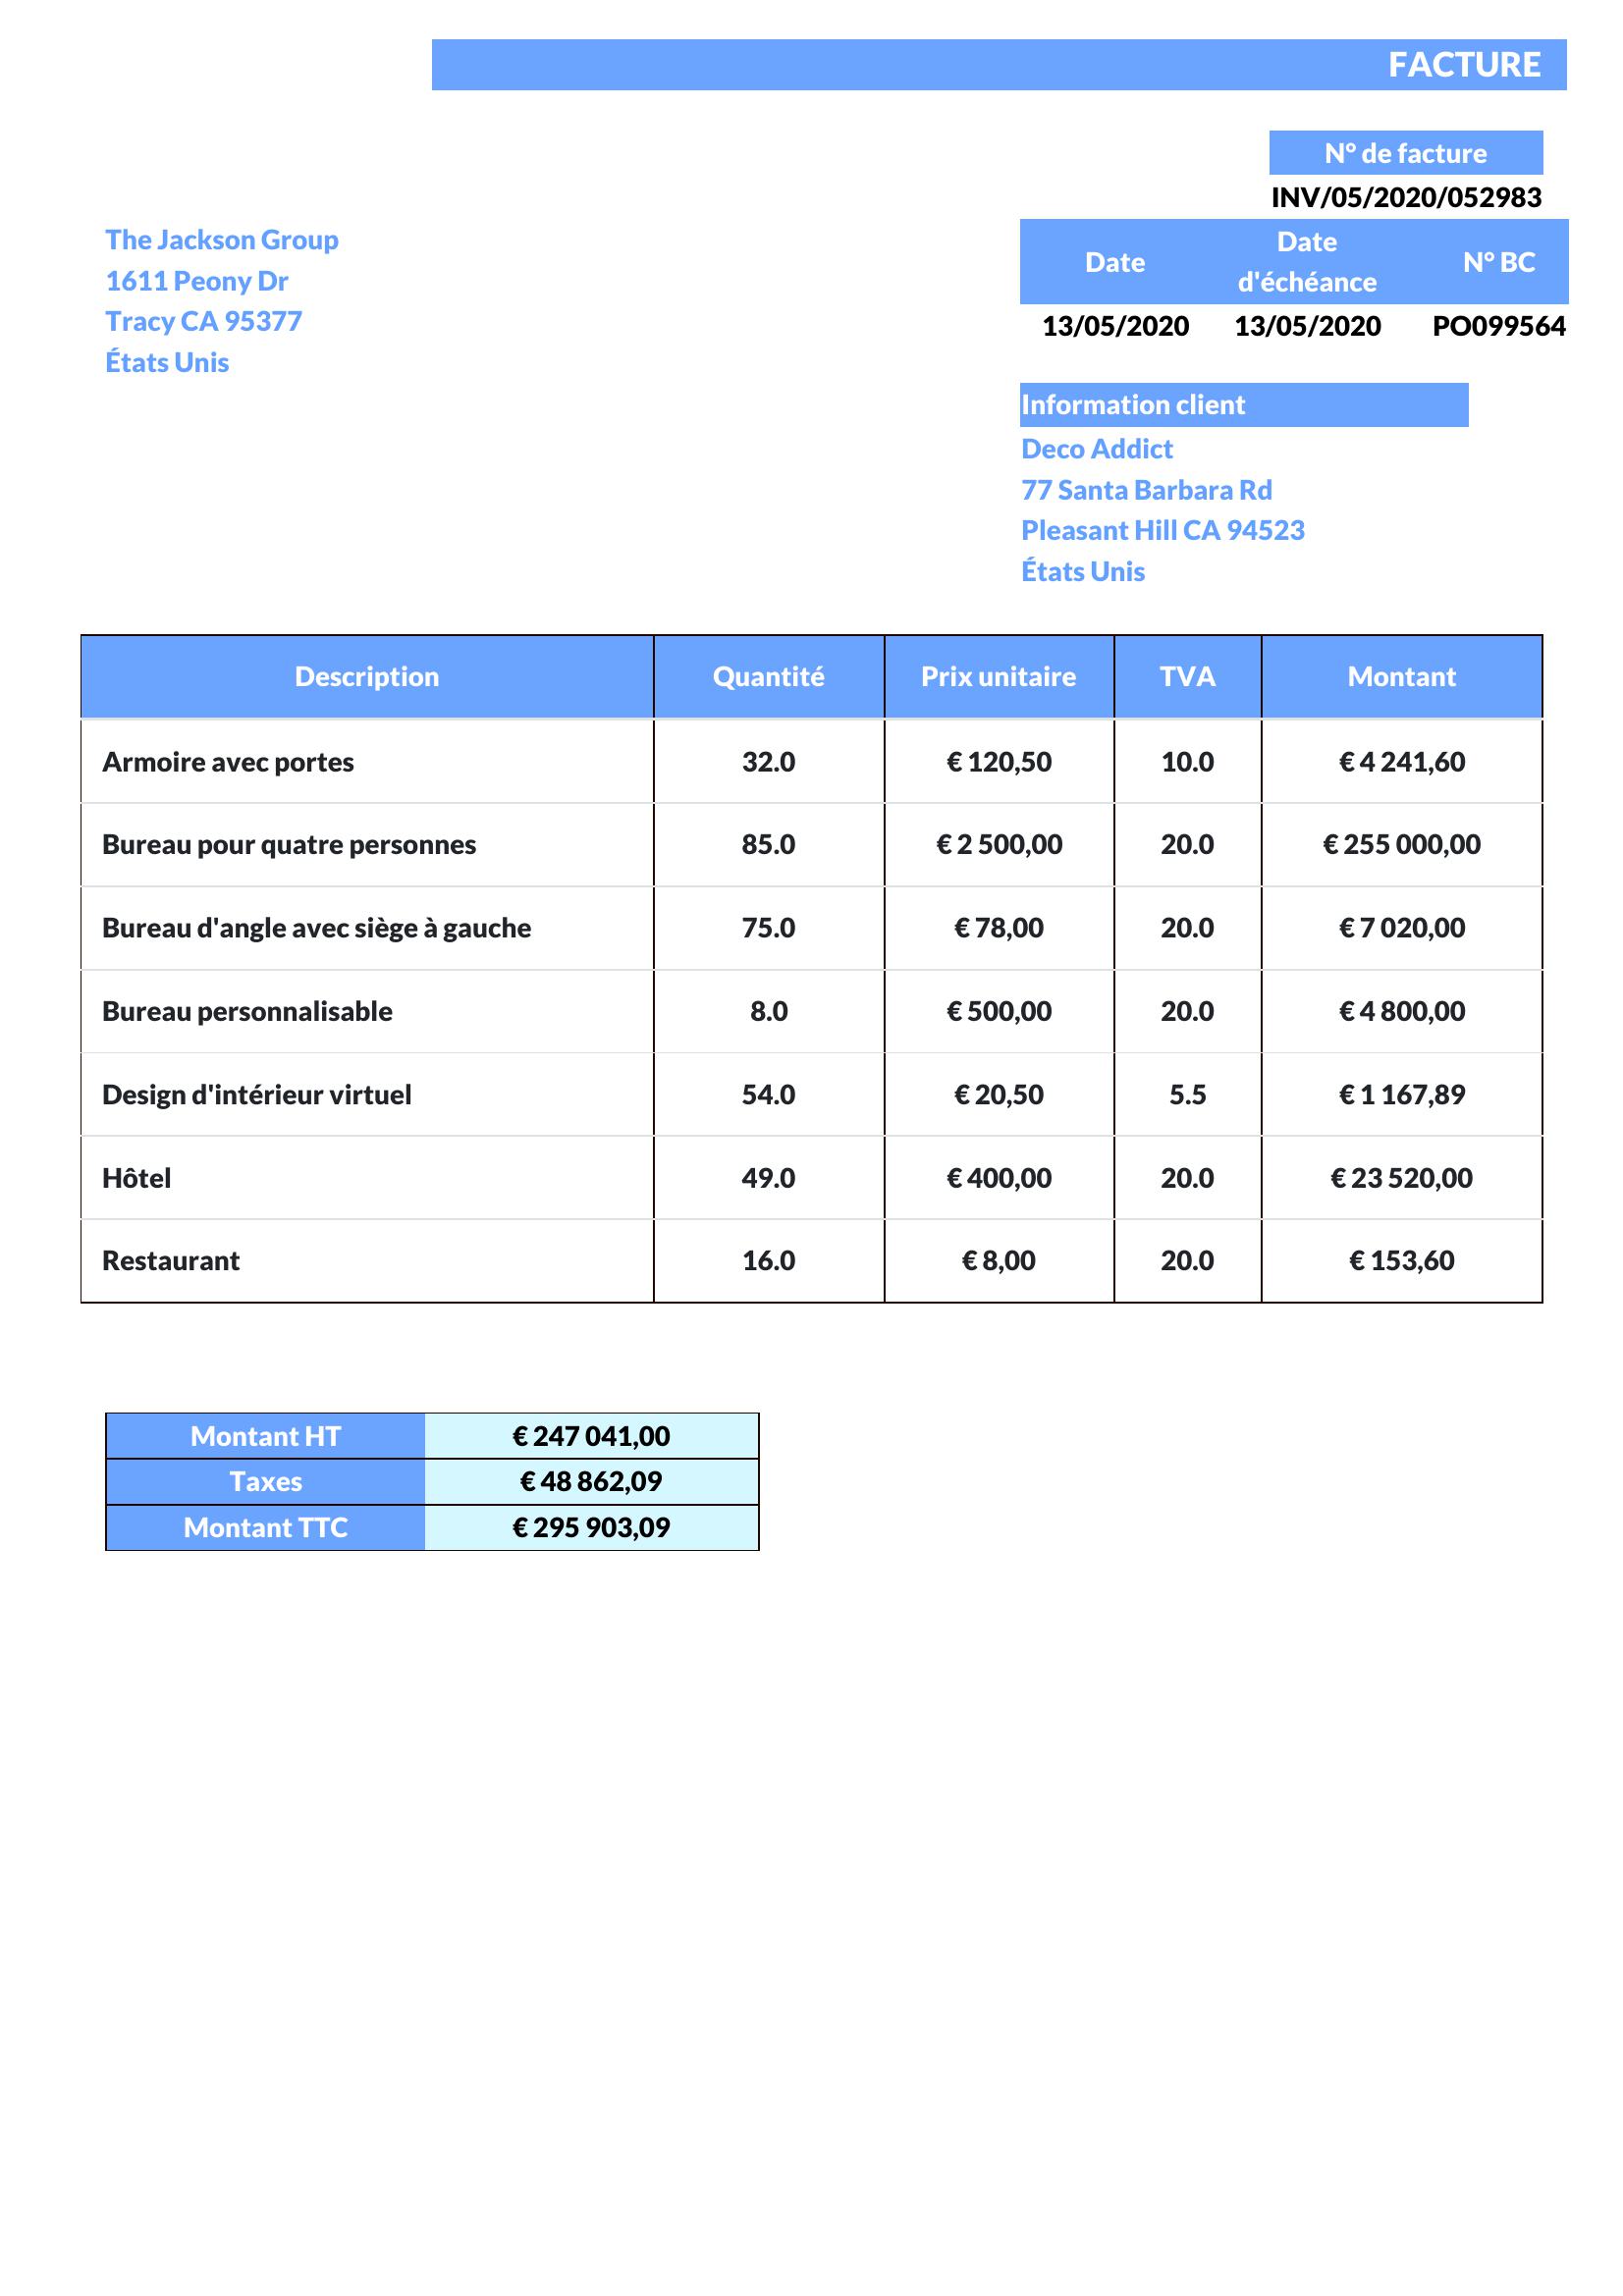 FACTURE
N° de facture
INV/05/2020/052983
The Jackson Group
1611 Peony Dr
Tracy CA 95377
États Unis
Date Date d'échéance N° BC
13/05/2020 13/05/2020 PO099564
Information client
Deco Addict
77 Santa Barbara Rd
Pleasant Hill CA 94523
États Unis
Description Quantité Prix unitaire TVA Montant
Armoire avec portes 32.0 € 120,50 10.0 € 4 241,60
Bureau pour quatre personnes 85.0 € 2 500,00 20.0 € 255 000,00
Bureau d'angle avec siège à gauche 75.0 € 78,00 20.0 € 7 020,00
Bureau personnalisable 8.0 € 500,00 20.0 € 4 800,00
Design d'intérieur virtuel 54.0 € 20,50 5.5 € 1 167,89
Hôtel 49.0 € 400,00 20.0 € 23 520,00
Restaurant 16.0 € 8,00 20.0 € 153,60
Montant HT € 247 041,00
Taxes € 48 862,09
Montant TTC € 295 903,09